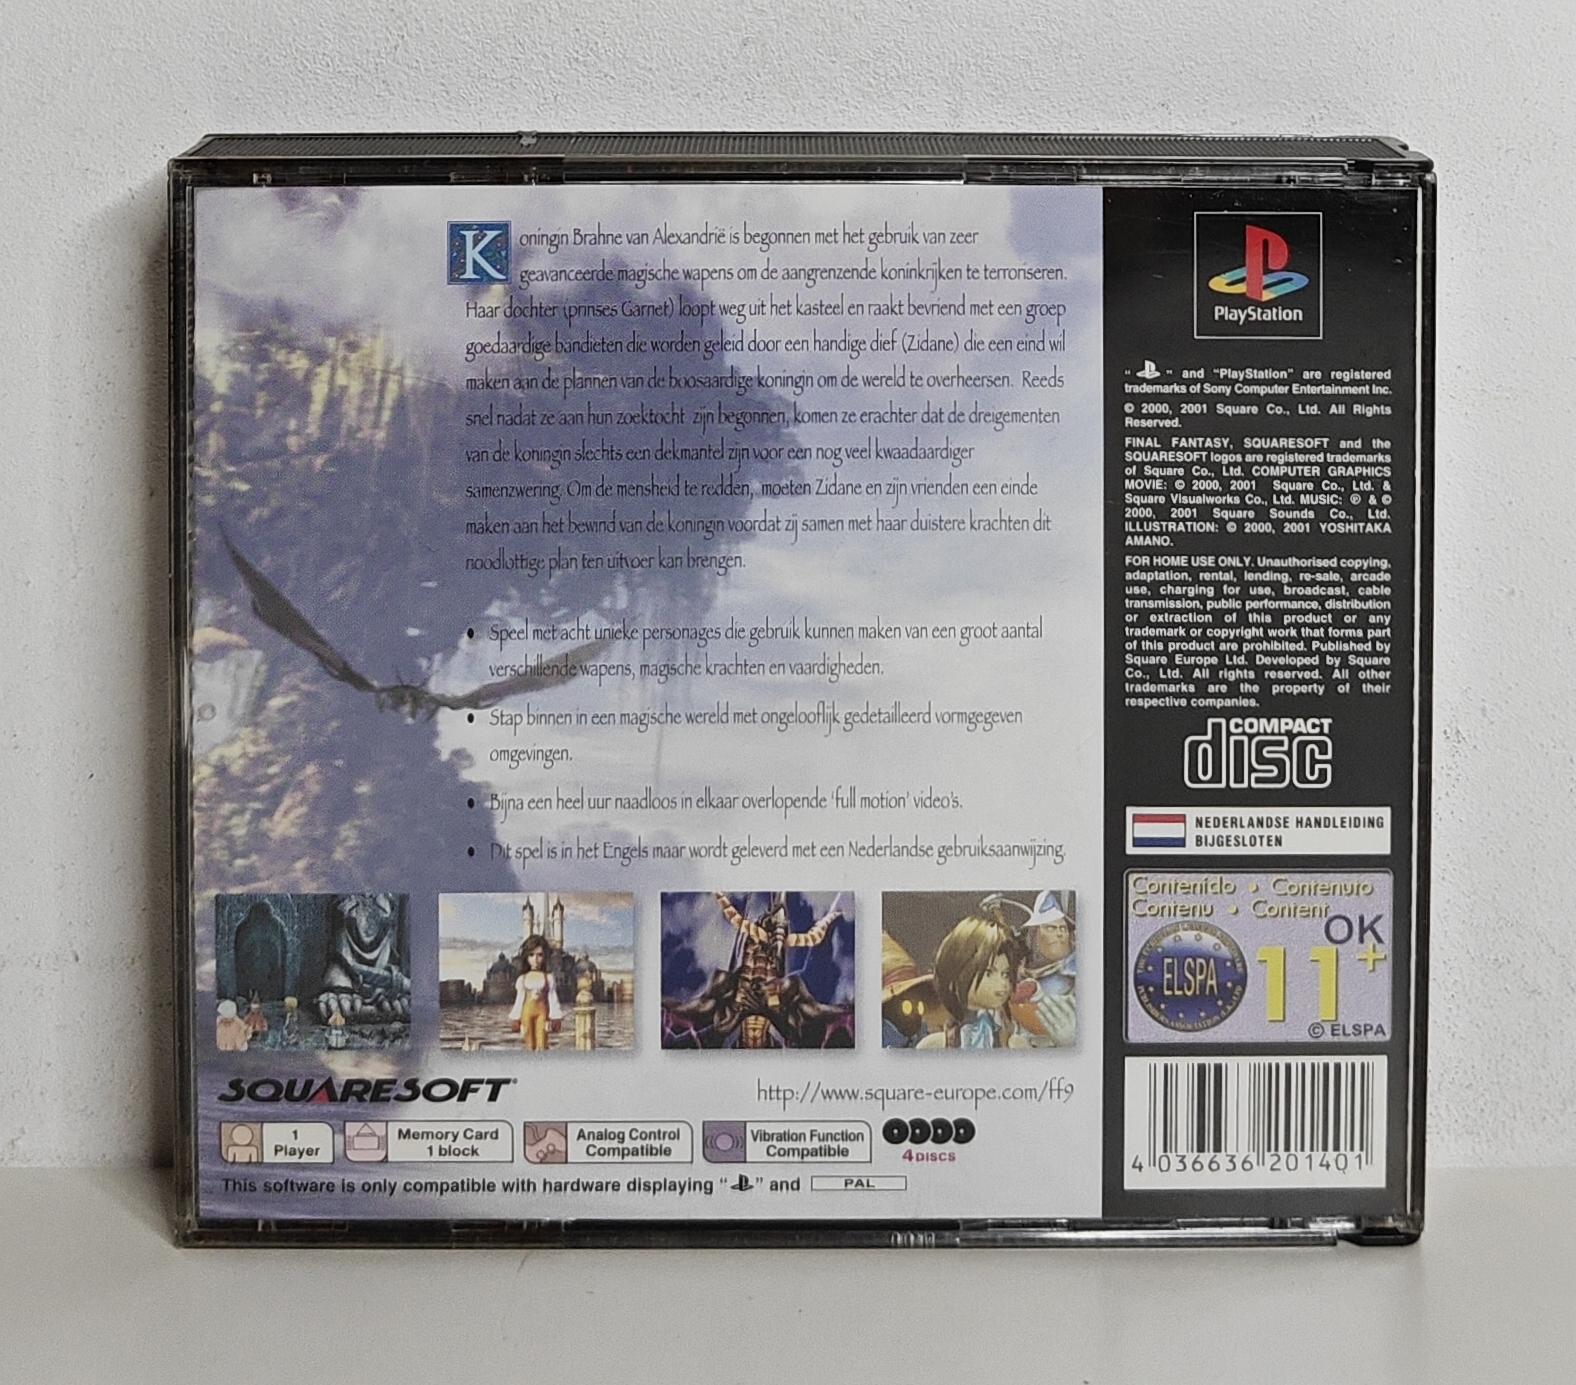 Koningin Brahne van Alexandrië is begonnen met het gebruik van zeer
geavanceerde magische wapens om de aangrenzende koninkrijken te terroriseren.
Haar dochter (prinses Garnet) loopt weg uit het kasteel en raakt bevriend met een groep
goedaardige bandieten die worden geleid door een handige dief (Zidane) die een eind wil
maken aan de plannen van de boosaardige koningin om de wereld te overheersen. Reeds
snel nadat ze aan hun zoektocht zijn begonnen, komen ze erachter dat de dreigementen
van de koningin slechts een dekmantel zijn voor een nog veel kwaadaardiger
samenzwering. Om de mensheid te redden, moeten Zidane en zijn vrienden een einde
maken aan het bewind van de koningin voordat zij samen met haar duistere krachten dit
noodlottige plan ten uitvoer kan brengen.
• Speel met acht unieke personages die gebruik kunnen maken van een groot aantal
verschillende wapens, magische krachten en vaardigheden.
• Stap binnen in een magische wereld met ongelooflijk gedetailleerd vormgegeven
omgevingen.
• Bijna een heel uur naadloos in elkaar overlopende 'full motion' video's.
• Dit spel is in het Engels maar wordt geleverd met een Nederlandse gebruiksaanwijzing.
SQUARESOFT
http://www.square-europe.com/ff9
1
Player
Memory Card
1 block
Analog Control
Compatible
Vibration Function
Compatible
4 DISCS
This software is only compatible with hardware displaying " " and PAL
PlayStation
" " and "PlayStation" are registered
trademarks of Sony Computer Entertainment Inc.
© 2000, 2001 Square Co., Ltd. All Rights
Reserved.
FINAL FANTASY, SQUARESOFT and the
SQUARESOFT logos are registered trademarks
of Square Co., Ltd. COMPUTER GRAPHICS
MOVIE: © 2000, 2001 Square Co., Ltd. &
Square Visualworks Co., Ltd. MUSIC: ℗ & ©
2000, 2001 Square Sounds Co., Ltd.
ILLUSTRATION: © 2000, 2001 YOSHITAKA
AMANO.
FOR HOME USE ONLY. Unauthorised copying,
adaptation, rental, lending, re-sale, arcade
use, charging for use, broadcast, cable
transmission, public performance, distribution
or extraction of this product or any
trademark or copyright work that forms part
of this product are prohibited. Published by
Square Europe Ltd. Developed by Square
Co., Ltd. All rights reserved. All other
trademarks are the property of their
respective companies.
COMPACT
disc
NEDERLANDSE HANDLEIDING
BIJGESLOTEN
Contenido • Contenuto
Contenu • Content
OK
ELSPA
11+
© ELSPA
4 036636 201401